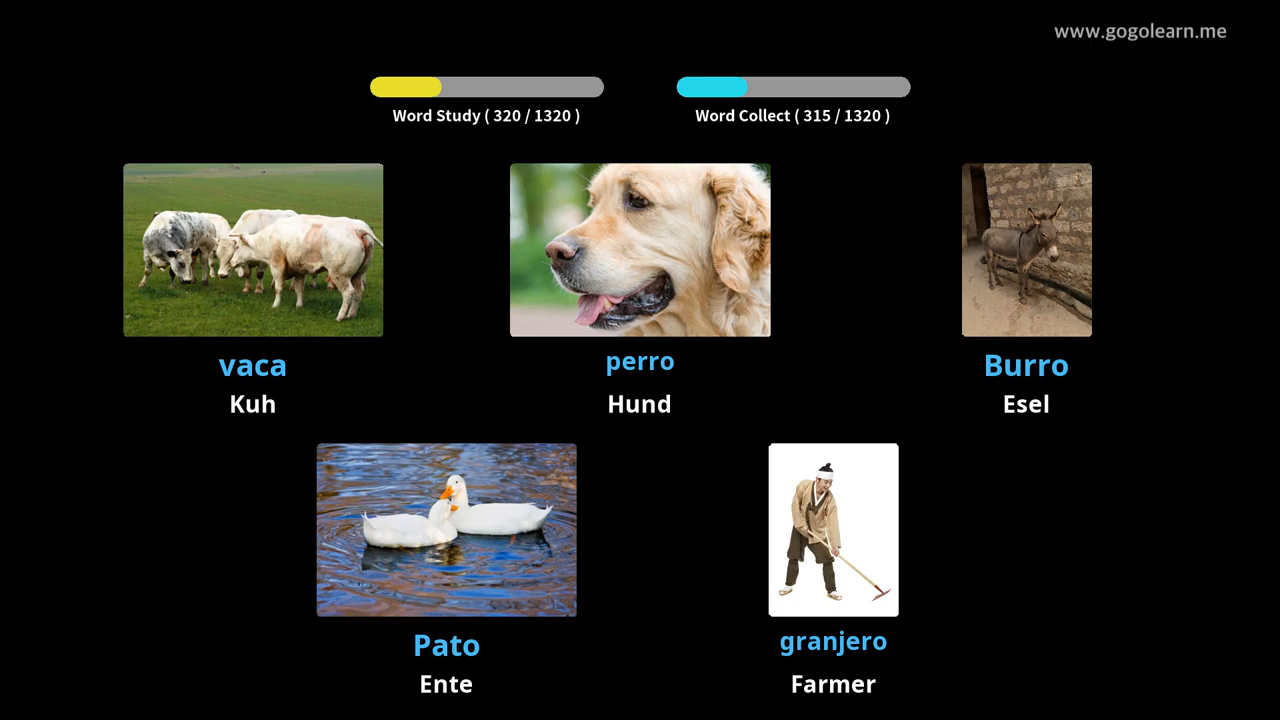 www.gogolearn.me
Word Study ( 320 / 1320 )
Word Collect ( 315 / 1320 )
vaca
Kuh
perro
Hund
Burro
Esel
Pato
Ente
granjero
Farmer